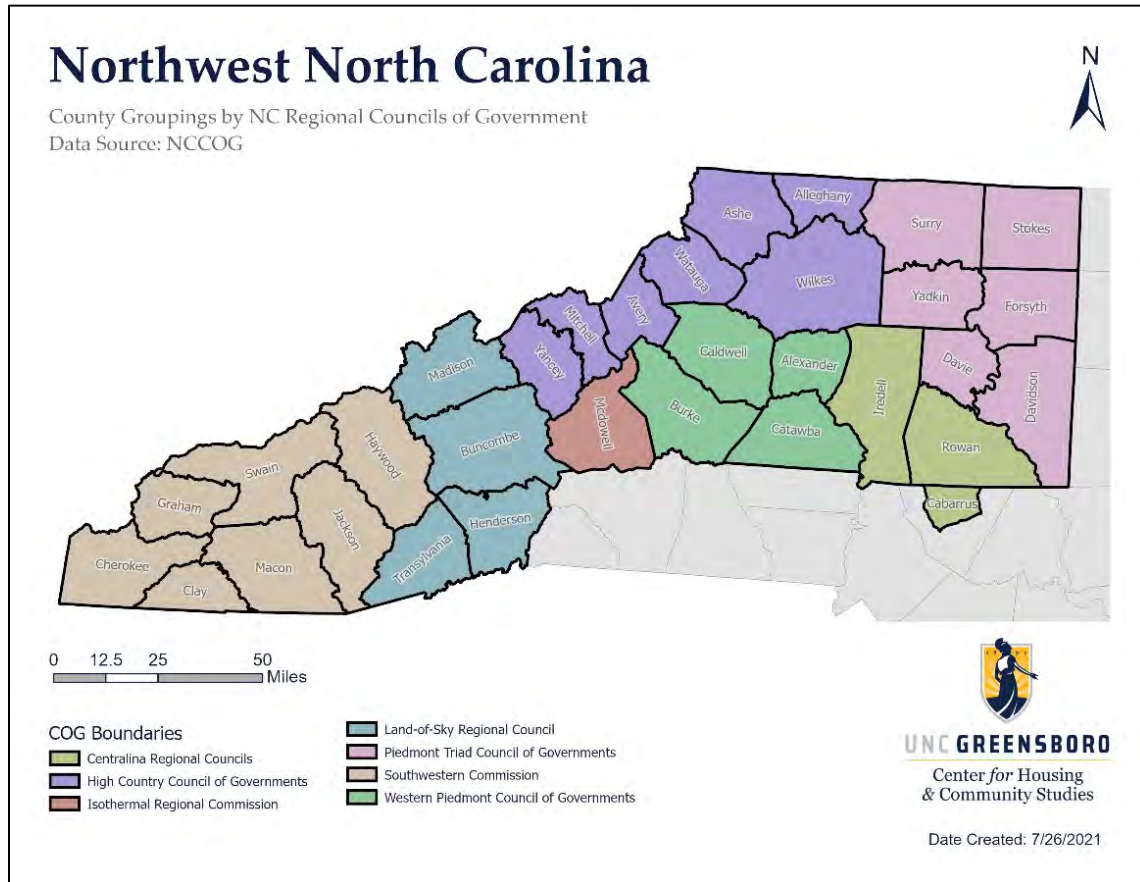 Northwest North Carolina
County Groupings by NC Regional Councils of Government
Data Source: NCCOG
N
Ashe
Alleghany
Surry
Stokes
Watauga
Wilkes
Yadkin
Forsyth
Mitchell
Avery
Yancey
Caldwell
Alexander
Iredell
Davie
Davidson
Madison
Mcdowell
Burke
Catawba
Rowan
Buncombe
Haywood
Swain
Cabarrus
Graham
Jackson
Henderson
Transylvania
Cherokee
Macon
Clay
0 12.5 25 50
Miles
COG Boundaries
Centralina Regional Councils
High Country Council of Governments
Isothermal Regional Commission
Land-of-Sky Regional Council
Piedmont Triad Council of Governments
Southwestern Commission
Western Piedmont Council of Governments
UNC GREENSBORO
Center for Housing
& Community Studies
Date Created: 7/26/2021